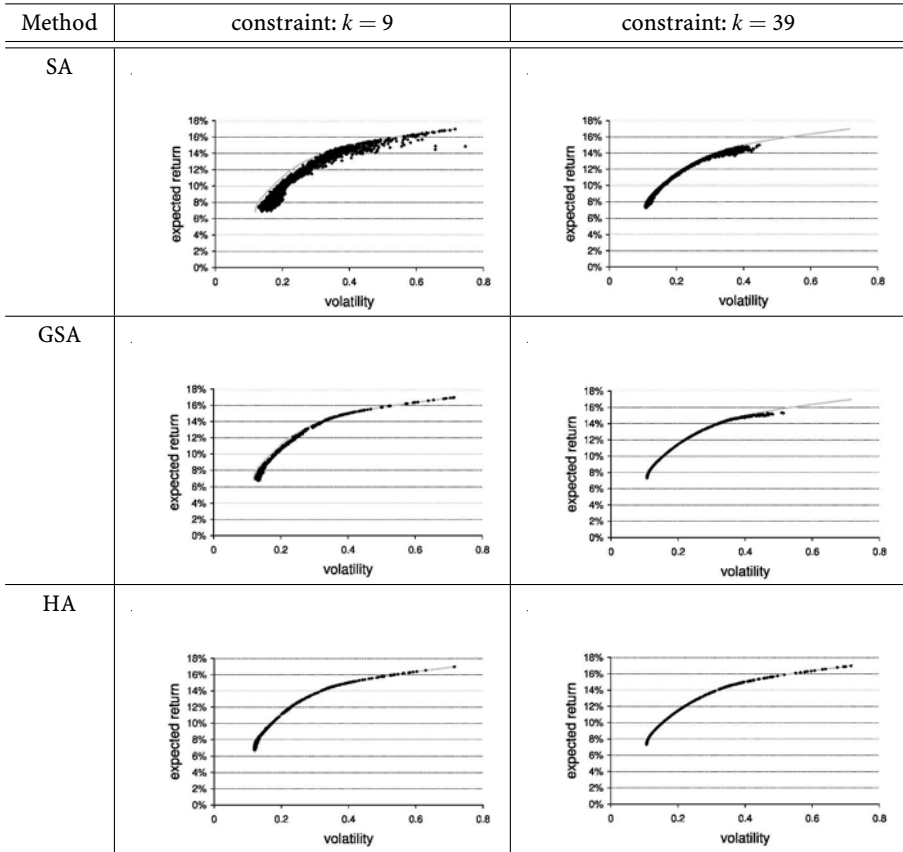 Method constraint: k = 9 constraint: k = 39
SA
18%
16%
14%
12%
10%
8%
6%
4%
2%
0%
expected return
0 0.2 0.4 0.6 0.8
volatility
18%
16%
14%
12%
10%
8%
6%
4%
2%
0%
expected return
0 0.2 0.4 0.6 0.8
volatility
GSA
18%
16%
14%
12%
10%
8%
6%
4%
2%
0%
expected return
0 0.2 0.4 0.6 0.8
volatility
18%
16%
14%
12%
10%
8%
6%
4%
2%
0%
expected return
0 0.2 0.4 0.6 0.8
volatility
HA
18%
16%
14%
12%
10%
8%
6%
4%
2%
0%
expected return
0 0.2 0.4 0.6 0.8
volatility
18%
16%
14%
12%
10%
8%
6%
4%
2%
0%
expected return
0 0.2 0.4 0.6 0.8
volatility